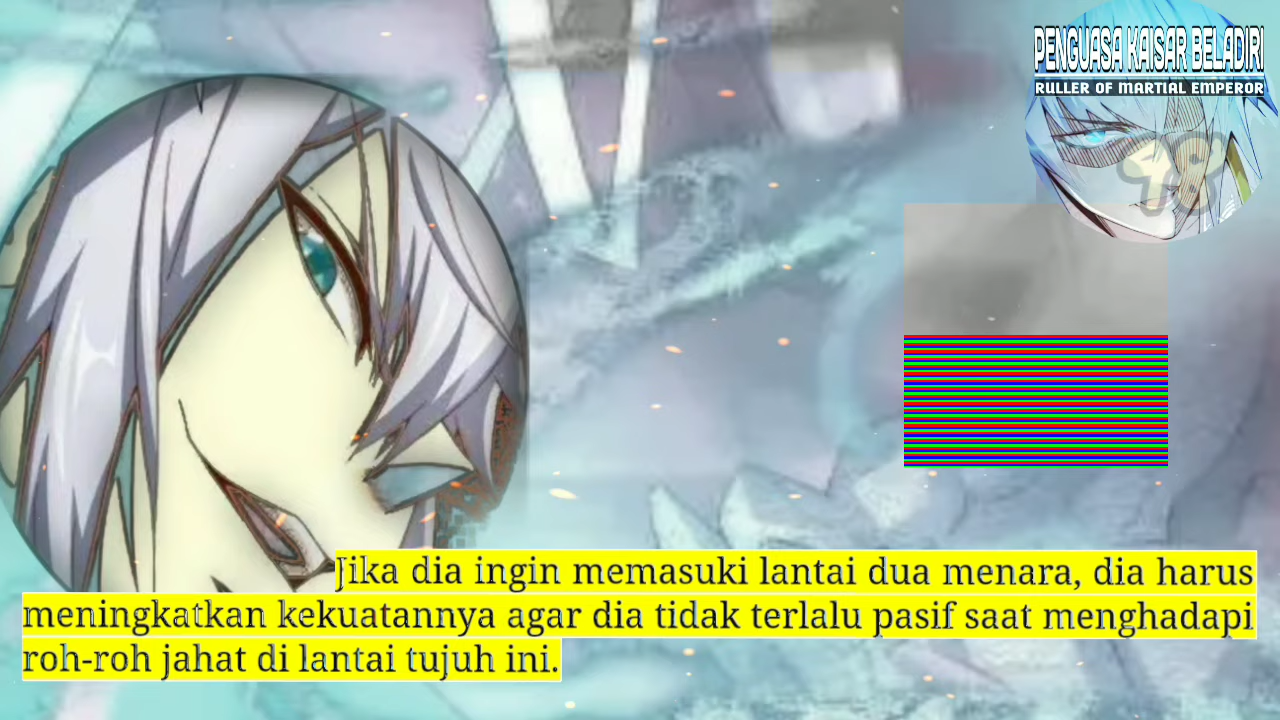 PENGUASA KAISAR BELADIRI
RULLER OF MARTIAL EMPEROR
Jika dia ingin memasuki lantai dua menara, dia harus
meningkatkan kekuatannya agar dia tidak terlalu pasif saat menghadapi
roh-roh jahat di lantai tujuh ini.